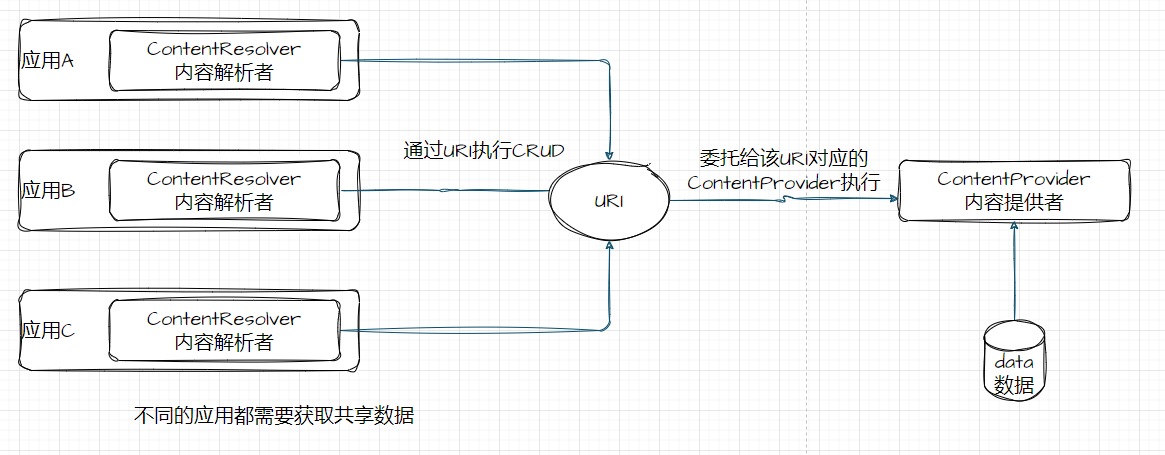 应用A
ContentResolver
内容解析者
通过URI执行CRUD
应用B
ContentResolver
内容解析者
URI
委托给该URI对应的
ContentProvider执行
ContentProvider
内容提供者
应用C
ContentResolver
内容解析者
data
数据
不同的应用都需要获取共享数据